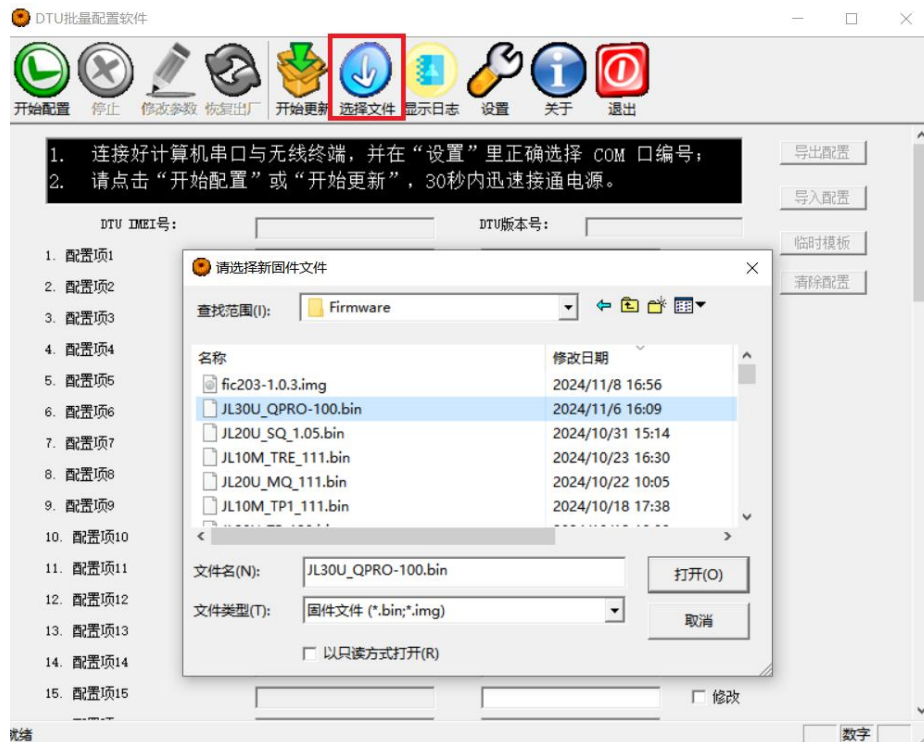 DTU批量配置软件
开始配置 停止 修改参数 恢复出厂 开始更新 选择文件 显示日志 设置 关于 退出
1. 连接好计算机串口与无线终端，并在“设置”里正确选择 COM 口编号；
2. 请点击“开始配置”或“开始更新”，30秒内迅速接通电源。
导出配置
导入配置
临时模板
清除配置
DTU IMEI号： DTU版本号：
1. 配置项1
2. 配置项2
3. 配置项3
4. 配置项4
5. 配置项5
6. 配置项6
7. 配置项7
8. 配置项8
9. 配置项9
10. 配置项10
11. 配置项11
12. 配置项12
13. 配置项13
14. 配置项14
15. 配置项15 修改
请选择新固件文件
查找范围(I): Firmware
名称 修改日期
fic203-1.0.3.img 2024/11/8 16:56
JL30U_QPRO-100.bin 2024/11/6 16:09
JL20U_SQ_1.05.bin 2024/10/31 15:14
JL10M_TRE_111.bin 2024/10/23 16:30
JL20U_MQ_111.bin 2024/10/22 10:05
JL10M_TP1_111.bin 2024/10/18 17:38
文件名(N): JL30U_QPRO-100.bin 打开(O)
文件类型(T): 固件文件 (*.bin;*.img) 取消
以只读方式打开(R)
就绪 数字